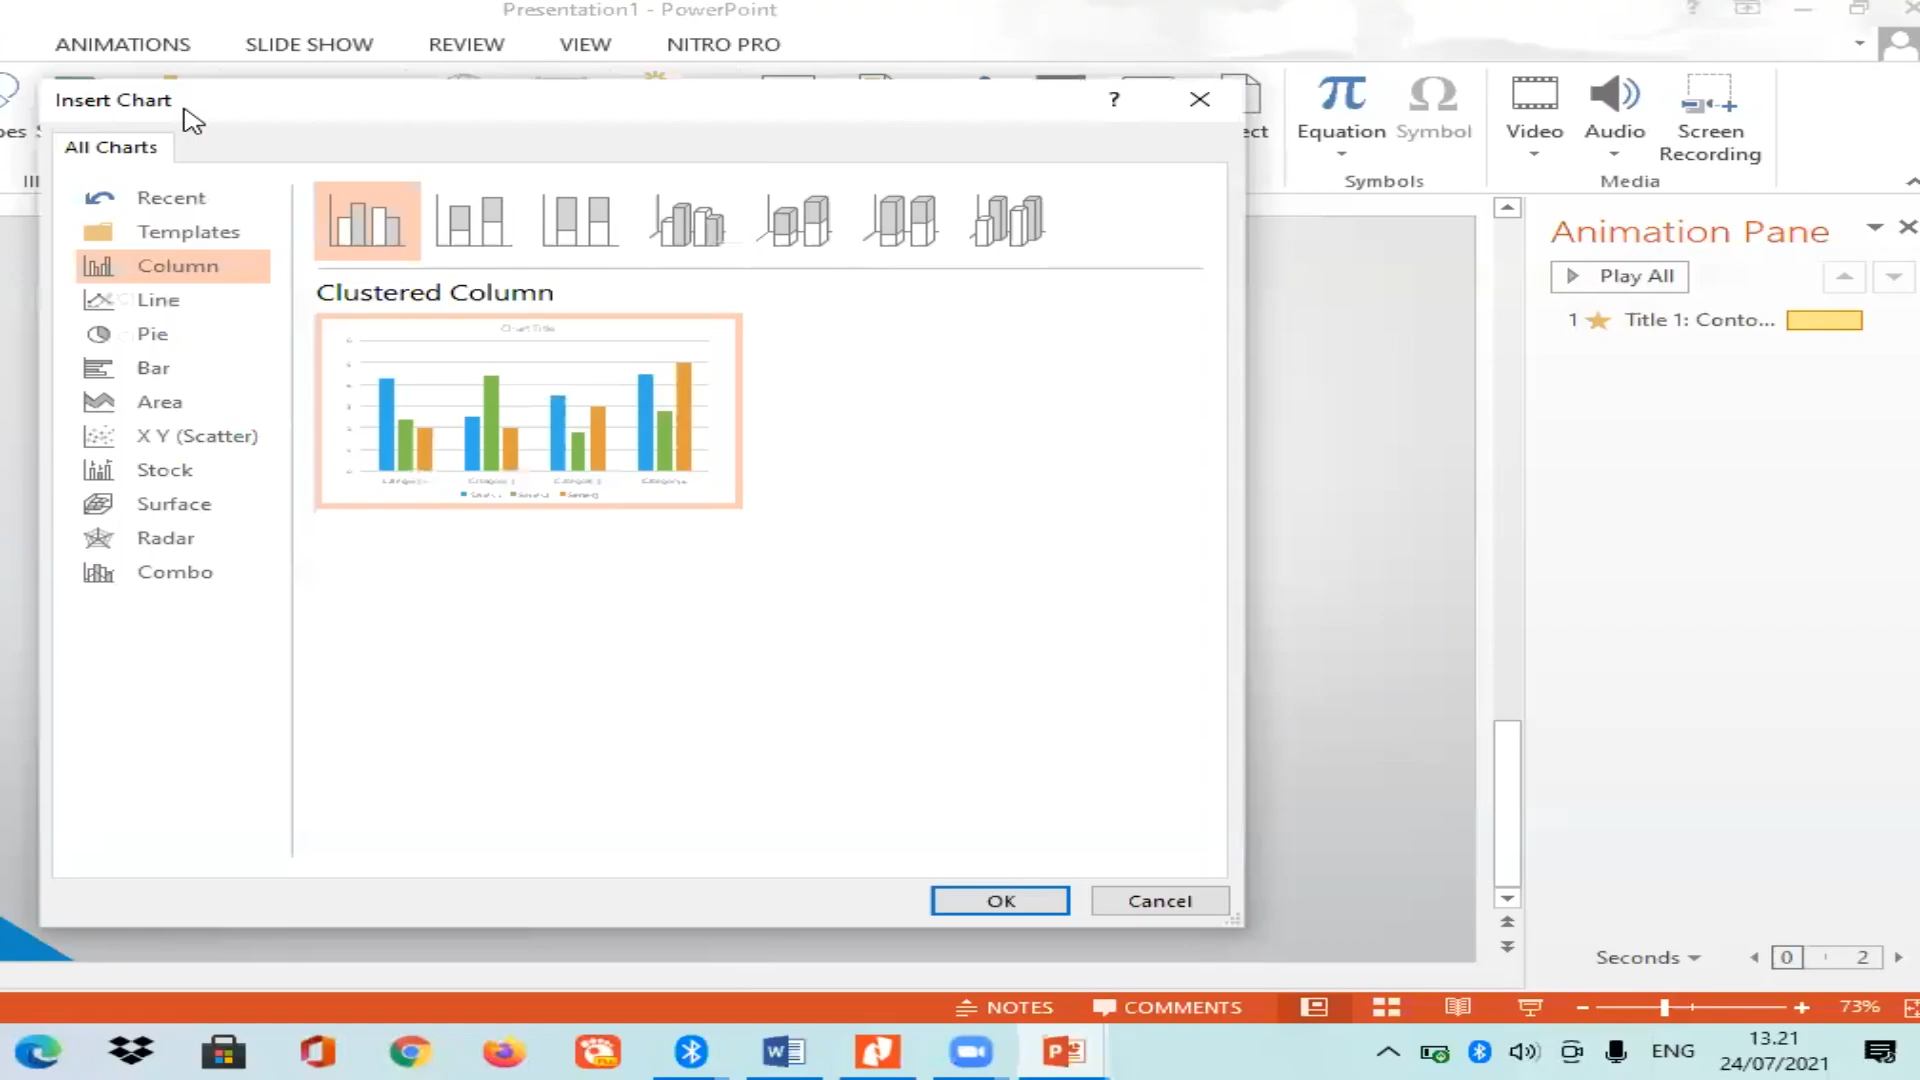 Presentation1 - PowerPoint
ANIMATIONS
SLIDE SHOW
REVIEW
VIEW
NITRO PRO
Insert Chart
?
All Charts
Recent
Templates
Column
Line
Pie
Bar
Area
X Y (Scatter)
Stock
Surface
Radar
Combo
Clustered Column
Chart Title
OK
Cancel
Equation
Symbol
Symbols
Video
Audio
Screen
Recording
Media
Animation Pane
Play All
1 Title 1: Conto...
Seconds
0
2
NOTES
COMMENTS
73%
ENG
13.21
24/07/2021